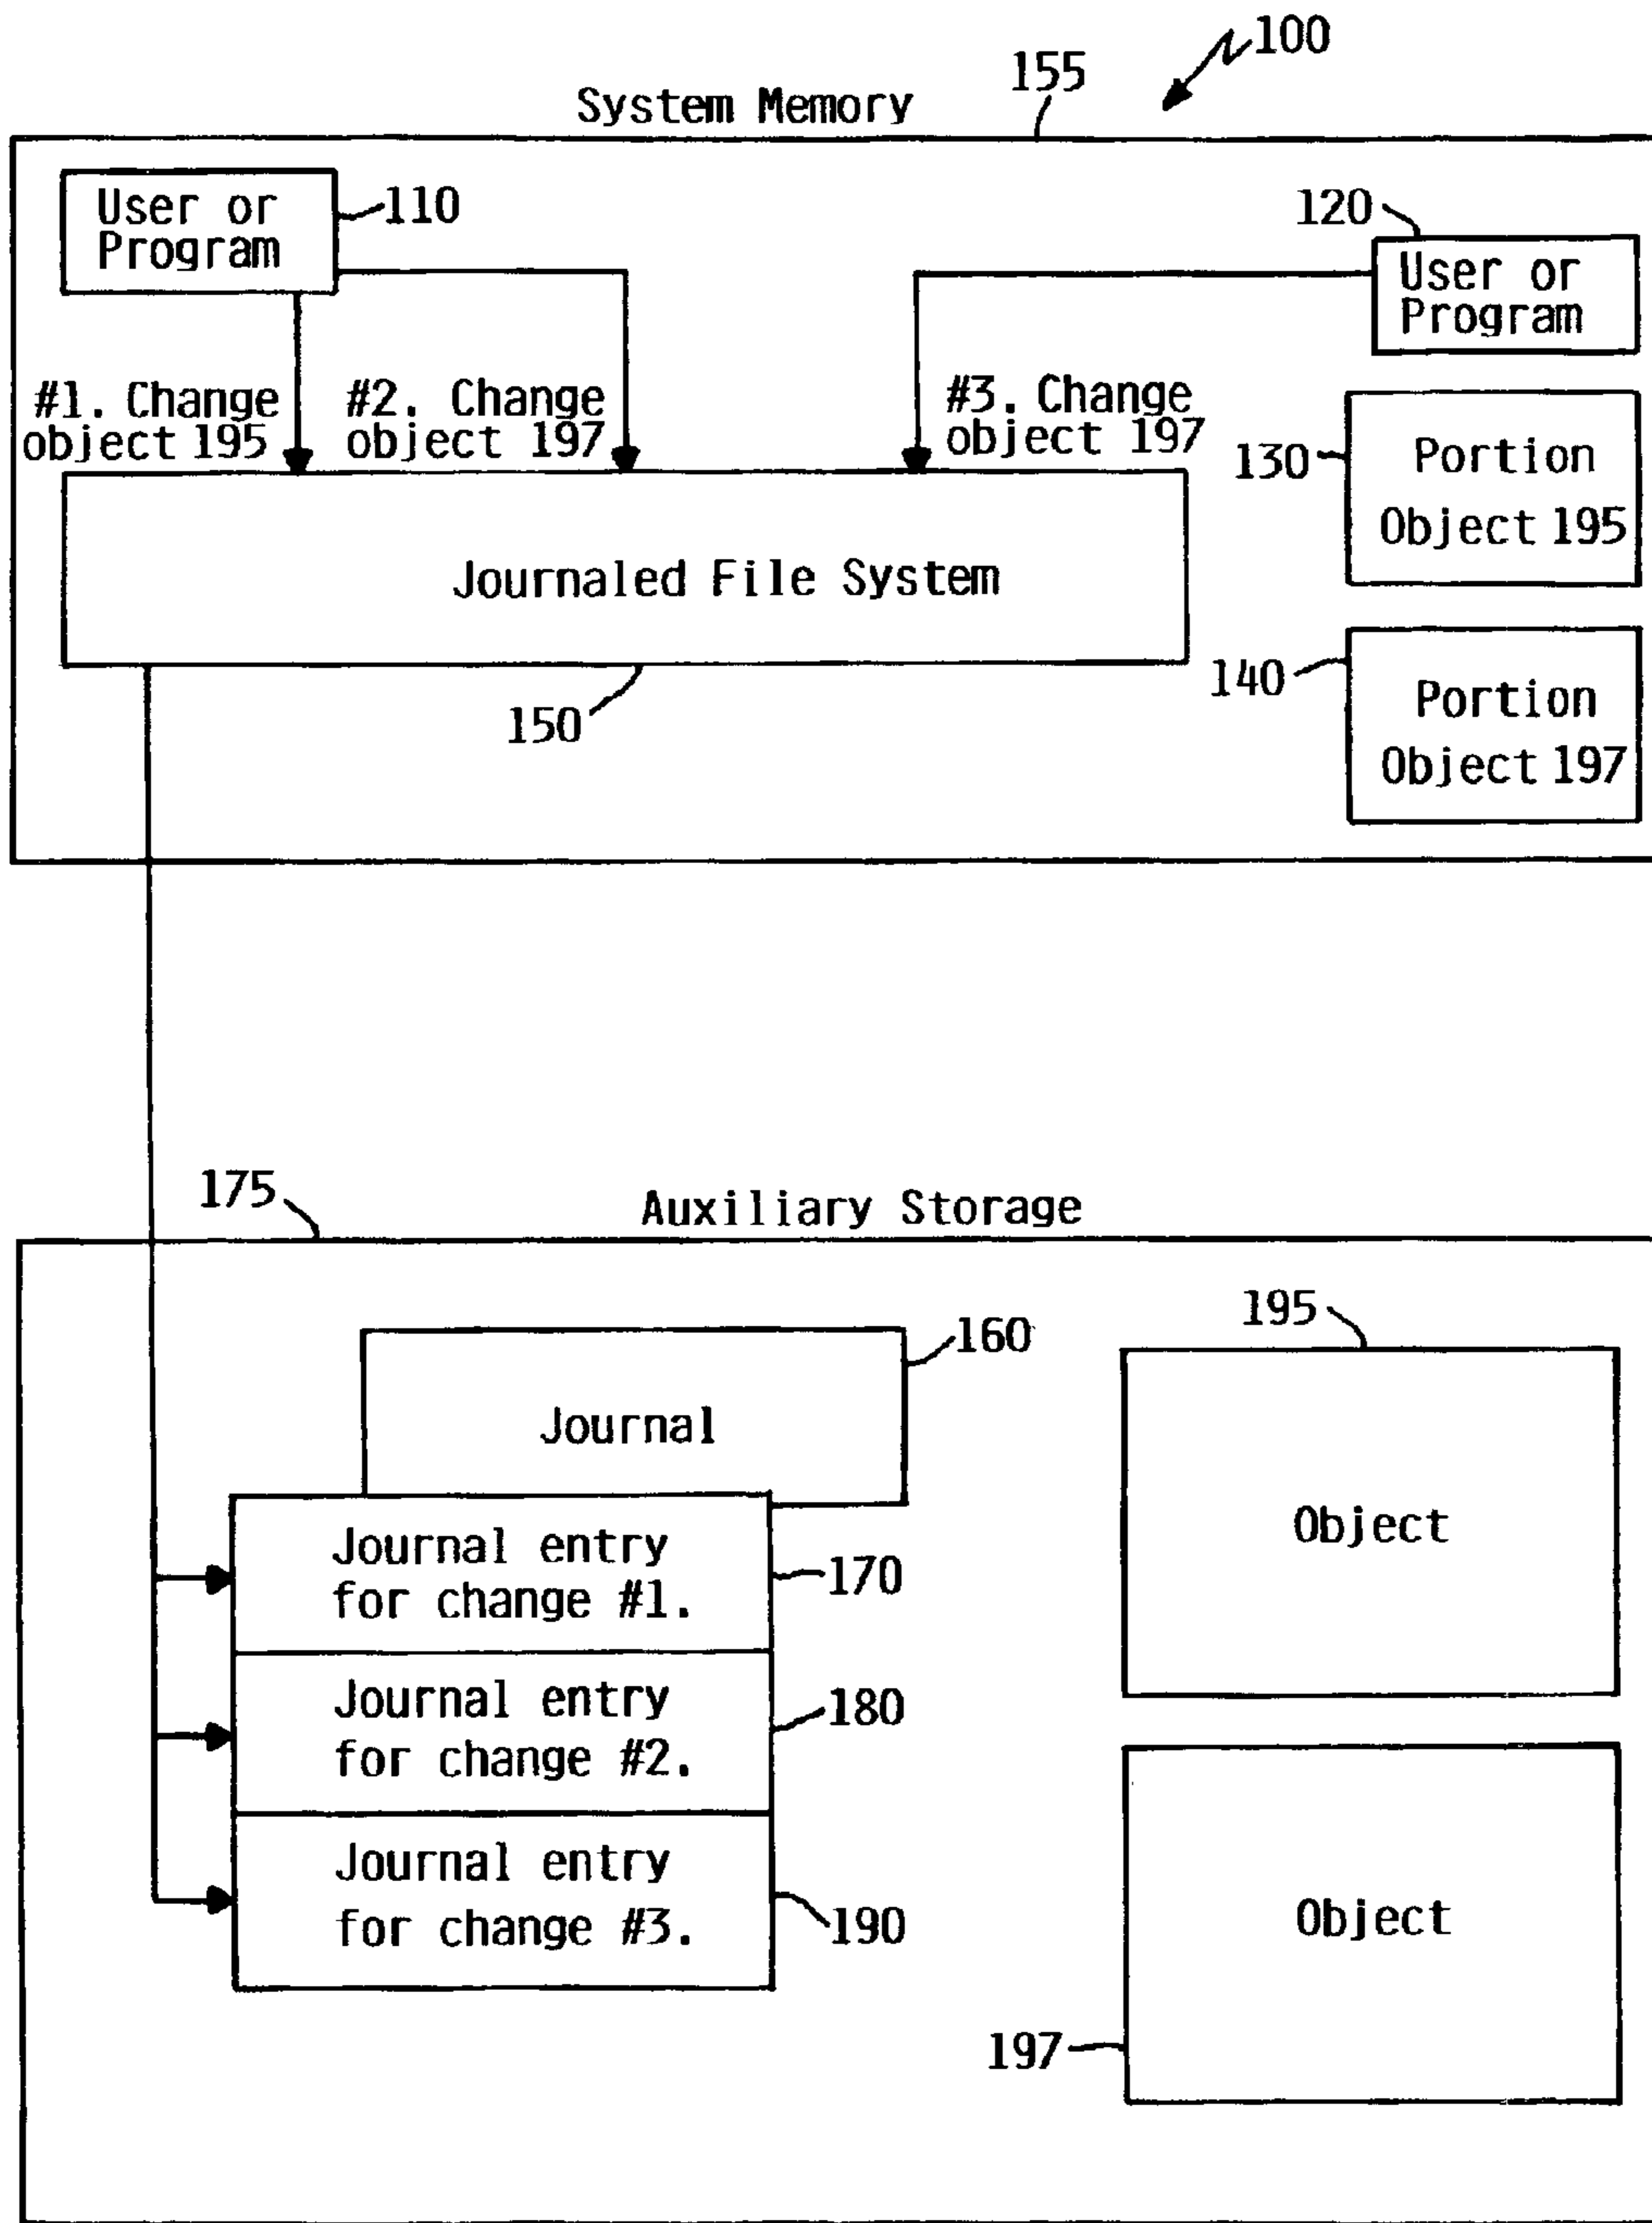 100
155
System Memory
User or
Program
110
120
User or
Program
#1. Change
object 195
#2. Change
object 197
#3. Change
object 197
130
Portion
Object 195
Journaled File System
140
Portion
Object 197
150
175
Auxiliary Storage
160
Journal
195
Object
Journal entry
for change #1.
170
Journal entry
for change #2.
180
Journal entry
for change #3.
190
Object
197